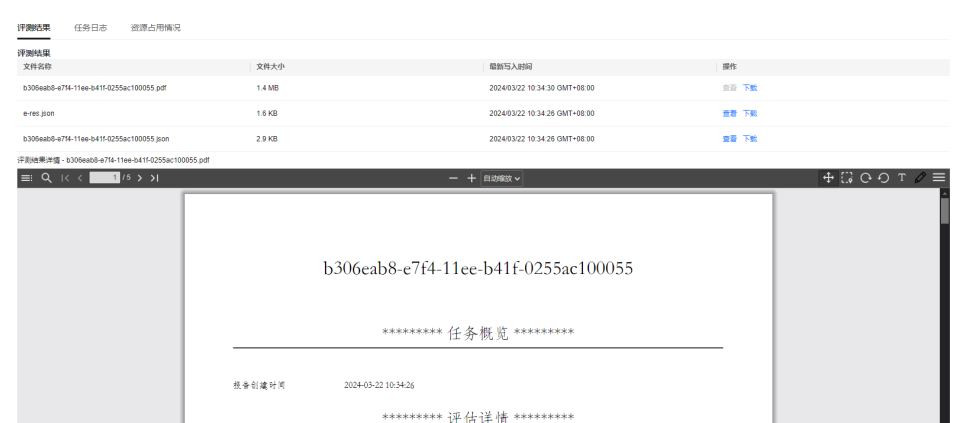 评测结果 任务日志 资源占用情况
评测结果
文件名称 文件大小 最新写入时间 操作
b306eab8-e7f4-11ee-b41f-0255ac100055.pdf 1.4 MB 2024/03/22 10:34:30 GMT+08:00 查看 下载
e-res.json 1.6 KB 2024/03/22 10:34:26 GMT+08:00 查看 下载
b306eab8-e7f4-11ee-b41f-0255ac100055.json 2.9 KB 2024/03/22 10:34:26 GMT+08:00 查看 下载
评测结果详情 - b306eab8-e7f4-11ee-b41f-0255ac100055.pdf
1 / 5 自动缩放
b306eab8-e7f4-11ee-b41f-0255ac100055
********* 任务概览 *********
报告创建时间 2024-03-22 10:34:26
********* 评估详情 *********